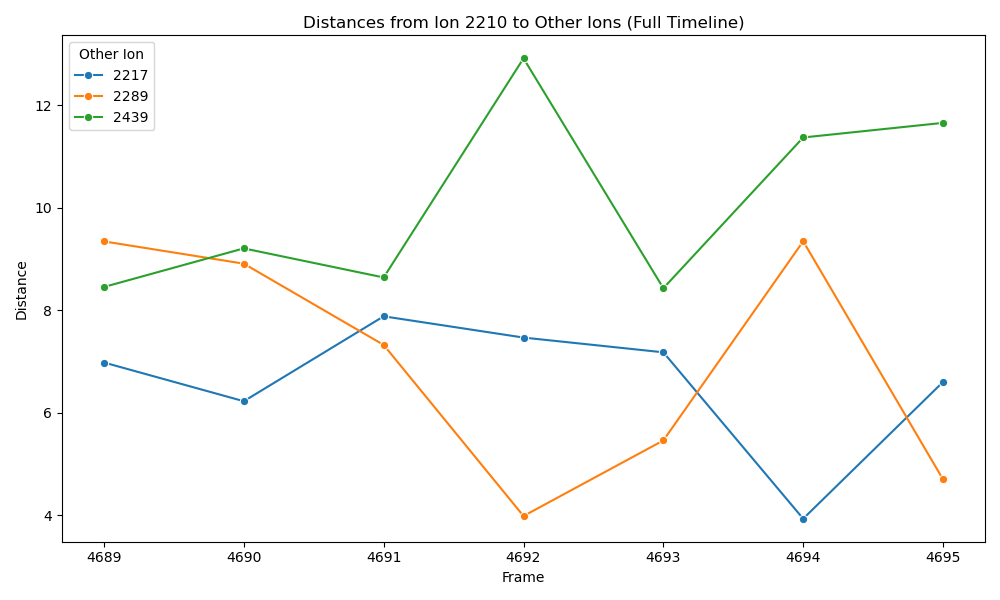 Distances from Ion 2210 to Other Ions (Full Timeline)
Other Ion
2217
2289
2439
Distance
12
10
8
6
4
4689 4690 4691 4692 4693 4694 4695
Frame